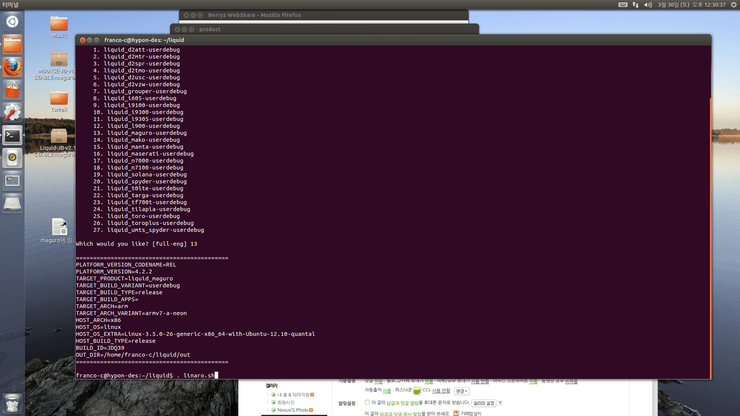 터미널
3월 30일 (토) 오후 12:30:37
Berryz WebShare - Mozilla Firefox
product
franco-c@hypon-des: ~/liquid
1. liquid_d2att-userdebug
2. liquid_d2mtr-userdebug
3. liquid_d2spr-userdebug
4. liquid_d2tmo-userdebug
5. liquid_d2usc-userdebug
6. liquid_d2vzw-userdebug
7. liquid_grouper-userdebug
8. liquid_i605-userdebug
9. liquid_i9100-userdebug
10. liquid_i9300-userdebug
11. liquid_i9305-userdebug
12. liquid_l900-userdebug
13. liquid_maguro-userdebug
14. liquid_mako-userdebug
15. liquid_manta-userdebug
16. liquid_maserati-userdebug
17. liquid_n7000-userdebug
18. liquid_n7100-userdebug
19. liquid_solana-userdebug
20. liquid_spyder-userdebug
21. liquid_t0lte-userdebug
22. liquid_targa-userdebug
23. liquid_tf700t-userdebug
24. liquid_tilapia-userdebug
25. liquid_toro-userdebug
26. liquid_toroplus-userdebug
27. liquid_umts_spyder-userdebug
Which would you like? [full-eng] 13
============================================
PLATFORM_VERSION_CODENAME=REL
PLATFORM_VERSION=4.2.2
TARGET_PRODUCT=liquid_maguro
TARGET_BUILD_VARIANT=userdebug
TARGET_BUILD_TYPE=release
TARGET_BUILD_APPS=
TARGET_ARCH=arm
TARGET_ARCH_VARIANT=armv7-a-neon
HOST_ARCH=x86
HOST_OS=linux
HOST_OS_EXTRA=Linux-3.5.0-26-generic-x86_64-with-Ubuntu-12.10-quantal
HOST_BUILD_TYPE=release
BUILD_ID=JDQ39
OUT_DIR=/home/franco-c/liquid/out
============================================
franco-c@hypon-des:~/liquid$ . linaro.sh
갤러리
Nexus'S Photo
알림설정